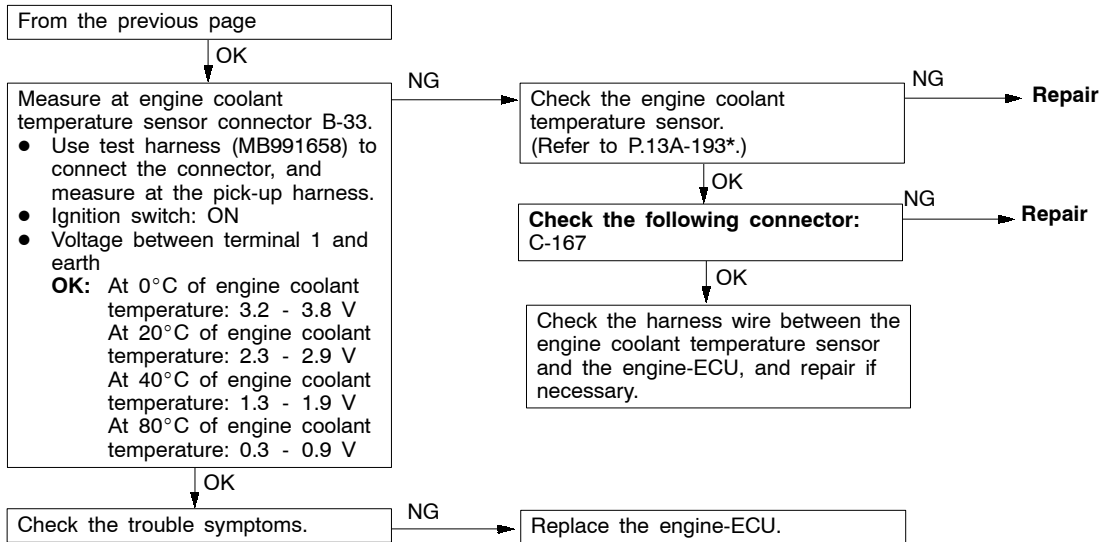 From the previous page
OK
Measure at engine coolant
temperature sensor connector B-33.
● Use test harness (MB991658) to
connect the connector, and
measure at the pick-up harness.
● Ignition switch: ON
● Voltage between terminal 1 and
earth
OK: At 0°C of engine coolant
temperature: 3.2 - 3.8 V
At 20°C of engine coolant
temperature: 2.3 - 2.9 V
At 40°C of engine coolant
temperature: 1.3 - 1.9 V
At 80°C of engine coolant
temperature: 0.3 - 0.9 V
NG
Check the engine coolant
temperature sensor.
(Refer to P.13A-193*.)
NG
Repair
OK
Check the following connector:
C-167
NG
Repair
OK
Check the harness wire between the
engine coolant temperature sensor
and the engine-ECU, and repair if
necessary.
OK
Check the trouble symptoms.
NG
Replace the engine-ECU.